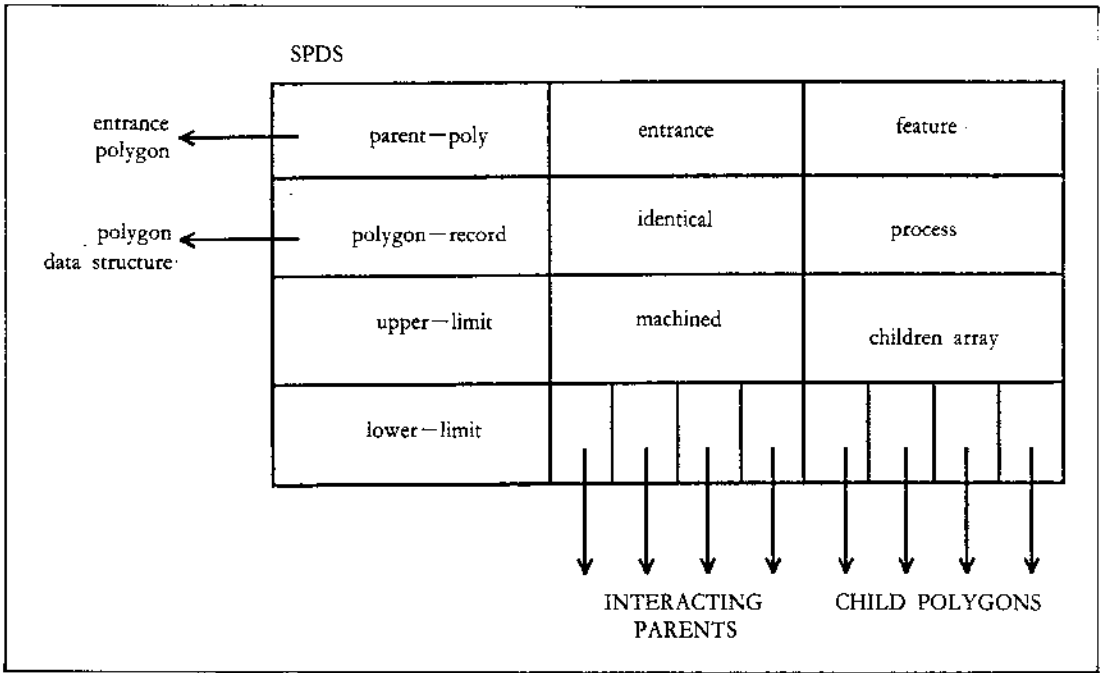 SPDS
entrance
polygon
parent—poly
entrance
feature
polygon
data structure
polygon—record
identical
process
upper—limit
machined
children array
lower—limit
INTERACTING
PARENTS
CHILD POLYGONS